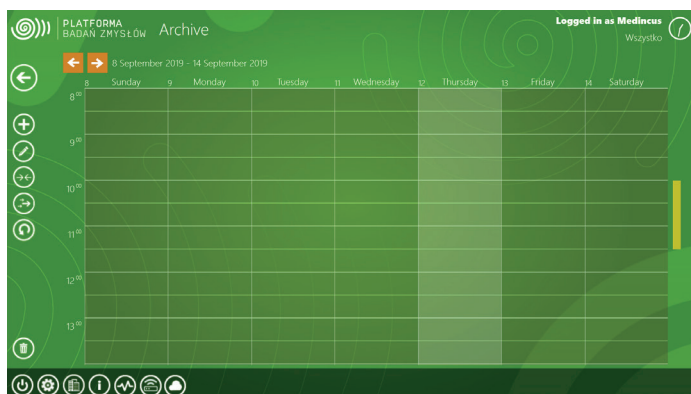 PLATFORMA
BADAŃ ZMYSŁÓW
Archive
Logged in as Medincus
Wszystko
8 September 2019 - 14 September 2019
8 Sunday 9 Monday 10 Tuesday 11 Wednesday 12 Thursday 13 Friday 14 Saturday
8 00
9 00
10 00
11 00
12 00
13 00